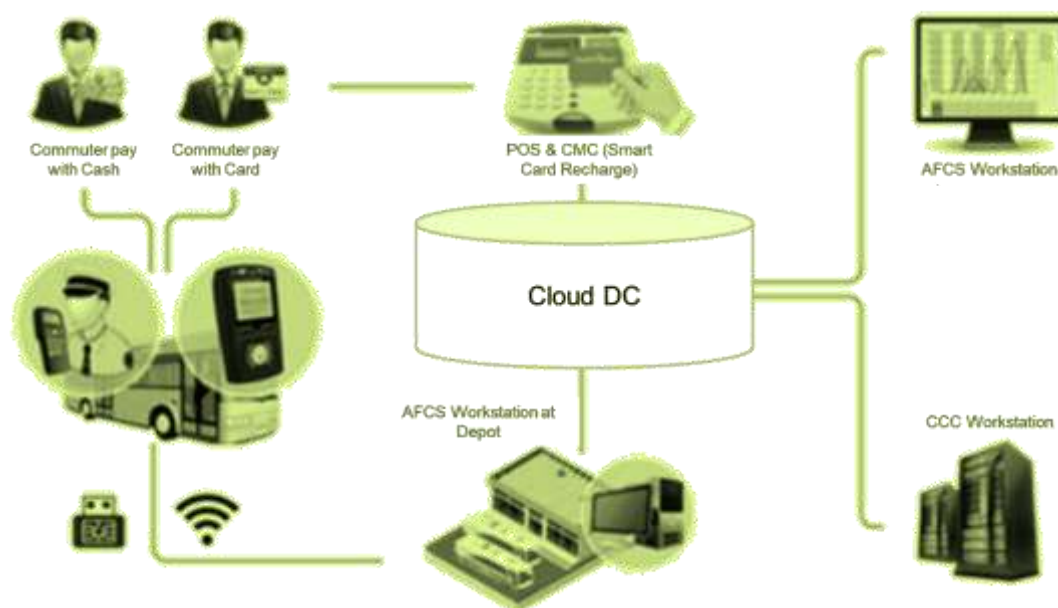 Commuter pay
with Cash
Commuter pay
with Card
POS & CMC (Smart
Card Recharge)
AFCS Workstation
Cloud DC
AFCS Workstation at
Depot
CCC Workstation